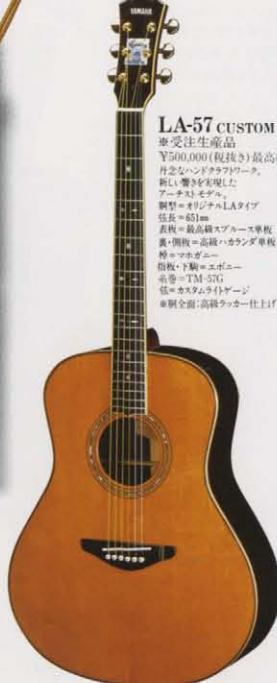 YAMAHA
LA-57 CUSTOM
※受注生産品
¥500,000(税抜き)最高
丹念なハンドクラフトワーク。
新しい響きを実現した
アーチストモデル。
胴型=オリジナルLAタイプ
弦長=651㎜
表板=最高級スプルース単板
裏・側板=高級ハカランダ単板
棹=マホガニー
指板・下駒=エボニー
糸巻=TM-57G
弦=カスタムライトゲージ
※胴全面:高級ラッカー仕上げ